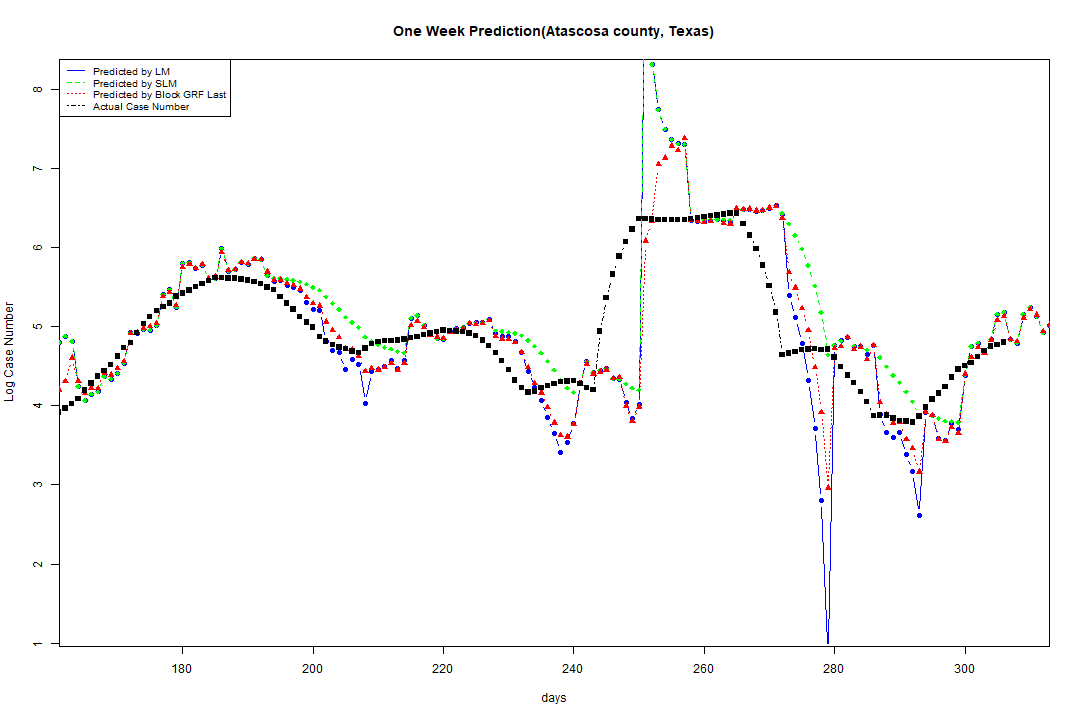 One Week Prediction(Atascosa county, Texas)
Predicted by LM
Predicted by SLM
Predicted by Block GRF Last
Actual Case Number
Log Case Number
8
7
6
5
4
3
2
1
180 200 220 240 260 280 300
days